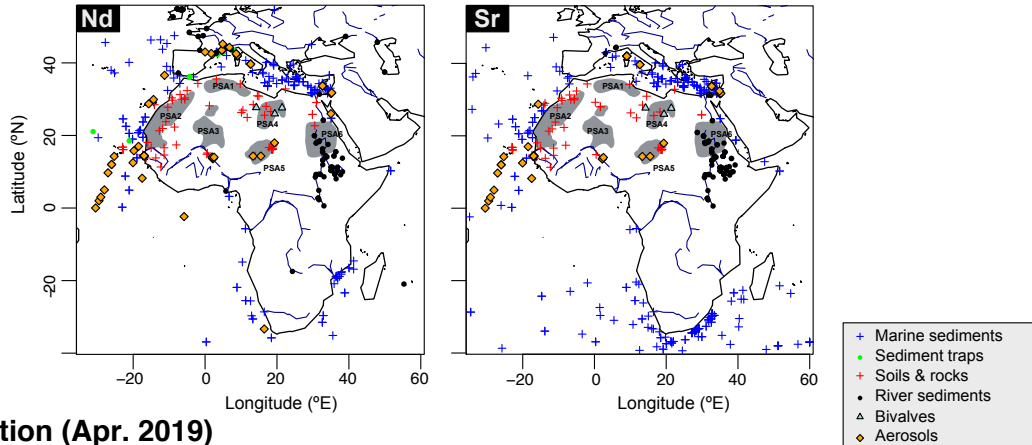 Nd
Sr
40
20
0
−20
Latitude (ºN)
PSA1
PSA2
PSA3
PSA4
PSA5
PSA6
PSA1
PSA2
PSA3
PSA4
PSA5
PSA6
−20 0 20 40 60
−20 0 20 40 60
Longitude (ºE)
Longitude (ºE)
Marine sediments
Sediment traps
Soils & rocks
River sediments
Bivalves
Aerosols
tion (Apr. 2019)